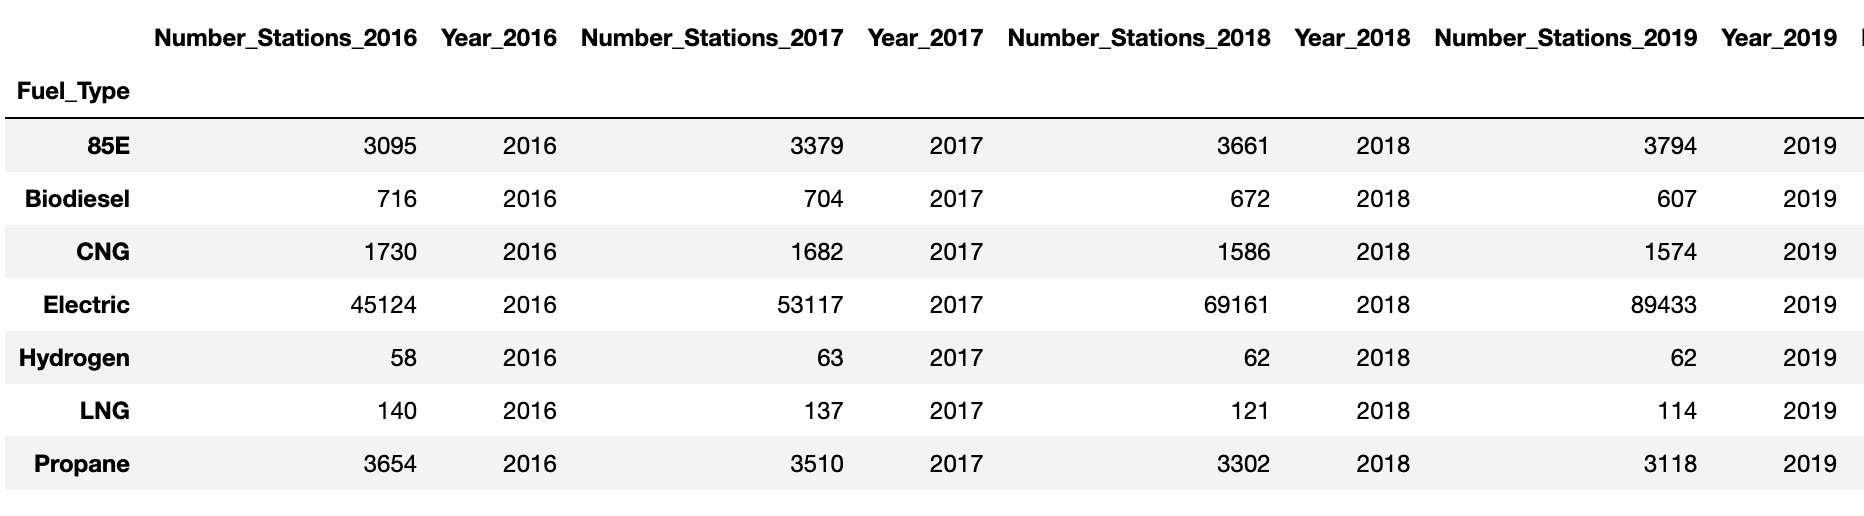 Number_Stations_2016 Year_2016 Number_Stations_2017 Year_2017 Number_Stations_2018 Year_2018 Number_Stations_2019 Year_2019
Fuel_Type
85E 3095 2016 3379 2017 3661 2018 3794 2019
Biodiesel 716 2016 704 2017 672 2018 607 2019
CNG 1730 2016 1682 2017 1586 2018 1574 2019
Electric 45124 2016 53117 2017 69161 2018 89433 2019
Hydrogen 58 2016 63 2017 62 2018 62 2019
LNG 140 2016 137 2017 121 2018 114 2019
Propane 3654 2016 3510 2017 3302 2018 3118 2019